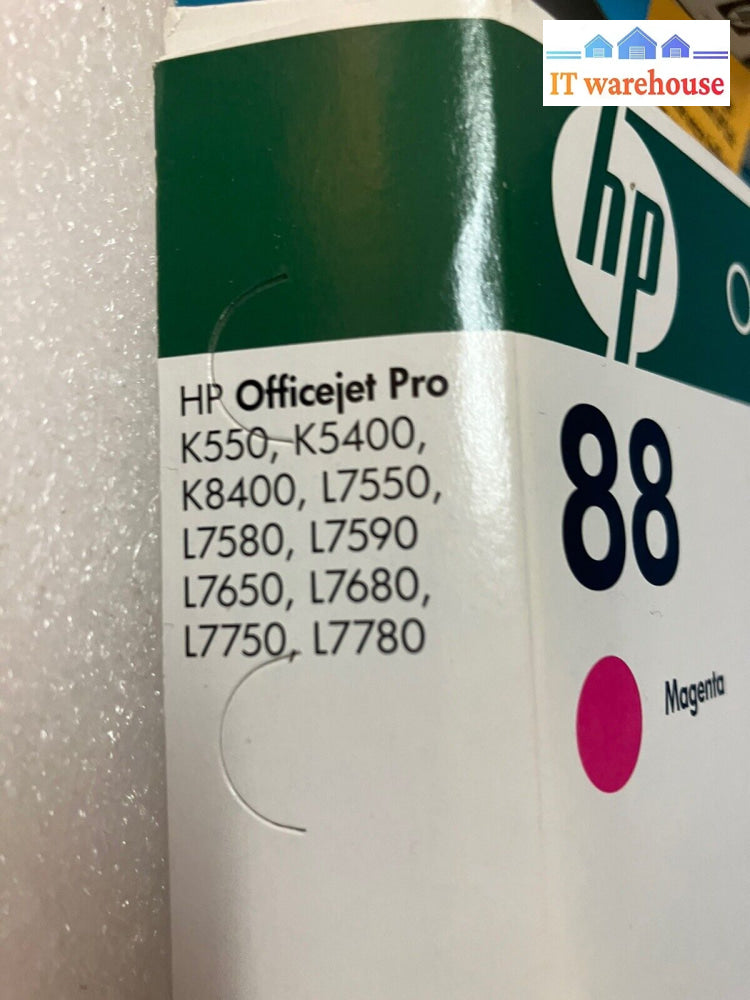 IT warehouse
hp
HP Officejet Pro
K550, K5400,
K8400, L7550,
L7580, L7590
L7650, L7680,
L7750, L7780
88
Magenta